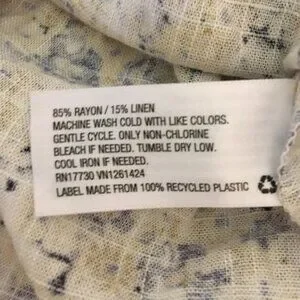 85% RAYON / 15% LINEN
MACHINE WASH COLD WITH LIKE COLORS.
GENTLE CYCLE. ONLY NON-CHLORINE
BLEACH IF NEEDED. TUMBLE DRY LOW.
COOL IRON IF NEEDED.
RN17730 VN1261424
LABEL MADE FROM 100% RECYCLED PLASTIC